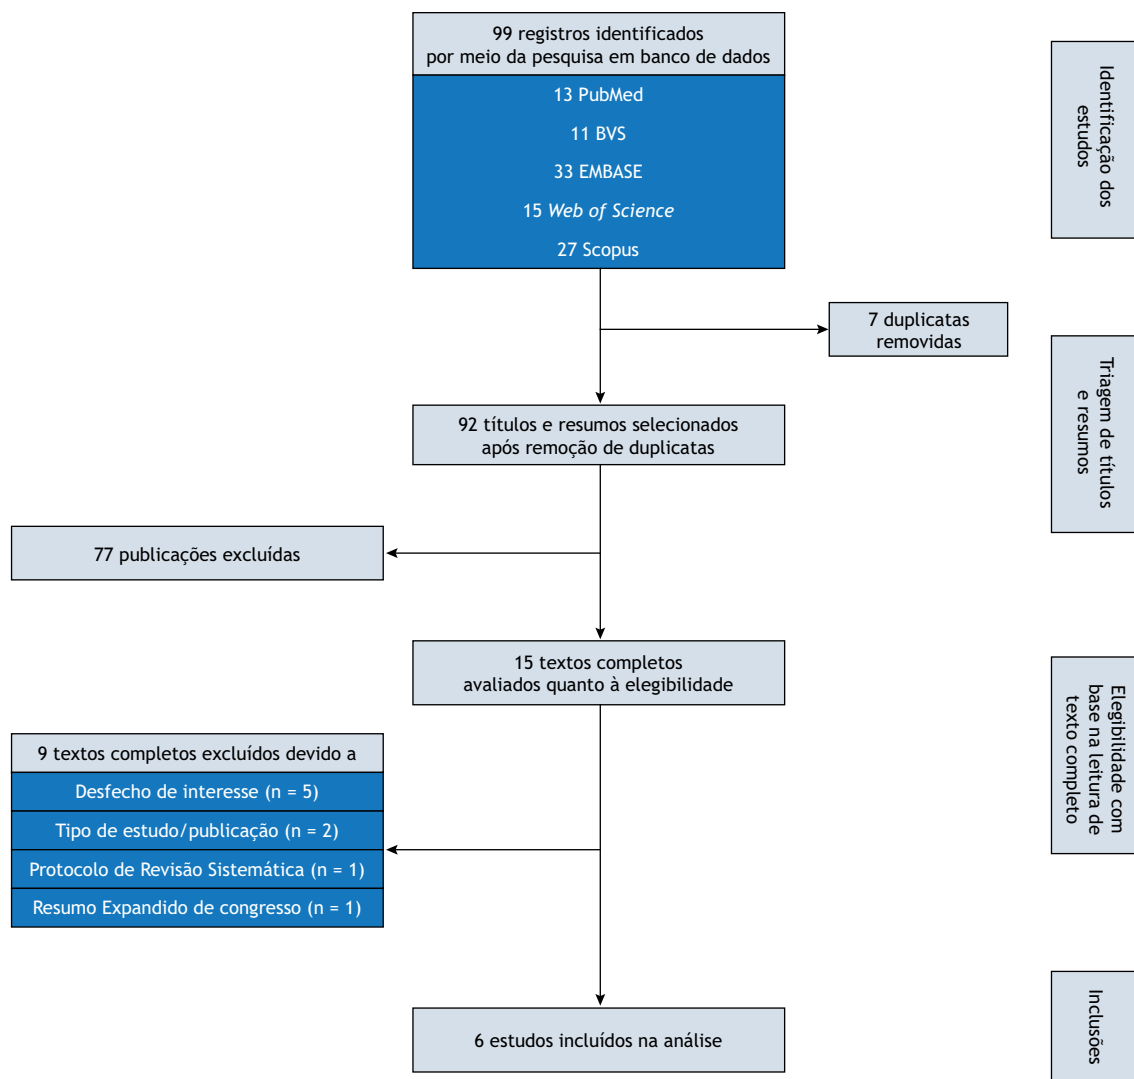 99 registros identificados
por meio da pesquisa em banco de dados
13 PubMed
11 BVS
33 EMBASE
15 Web of Science
27 Scopus
Identificação dos
estudos
7 duplicatas
removidas
92 títulos e resumos selecionados
após remoção de duplicatas
Triagem de títulos
e resumos
77 publicações excluídas
15 textos completos
avaliados quanto à elegibilidade
Elegibilidade com
base na leitura de
texto completo
9 textos completos excluídos devido a
Desfecho de interesse (n = 5)
Tipo de estudo/publicação (n = 2)
Protocolo de Revisão Sistemática (n = 1)
Resumo Expandido de congresso (n = 1)
6 estudos incluídos na análise
Inclusões